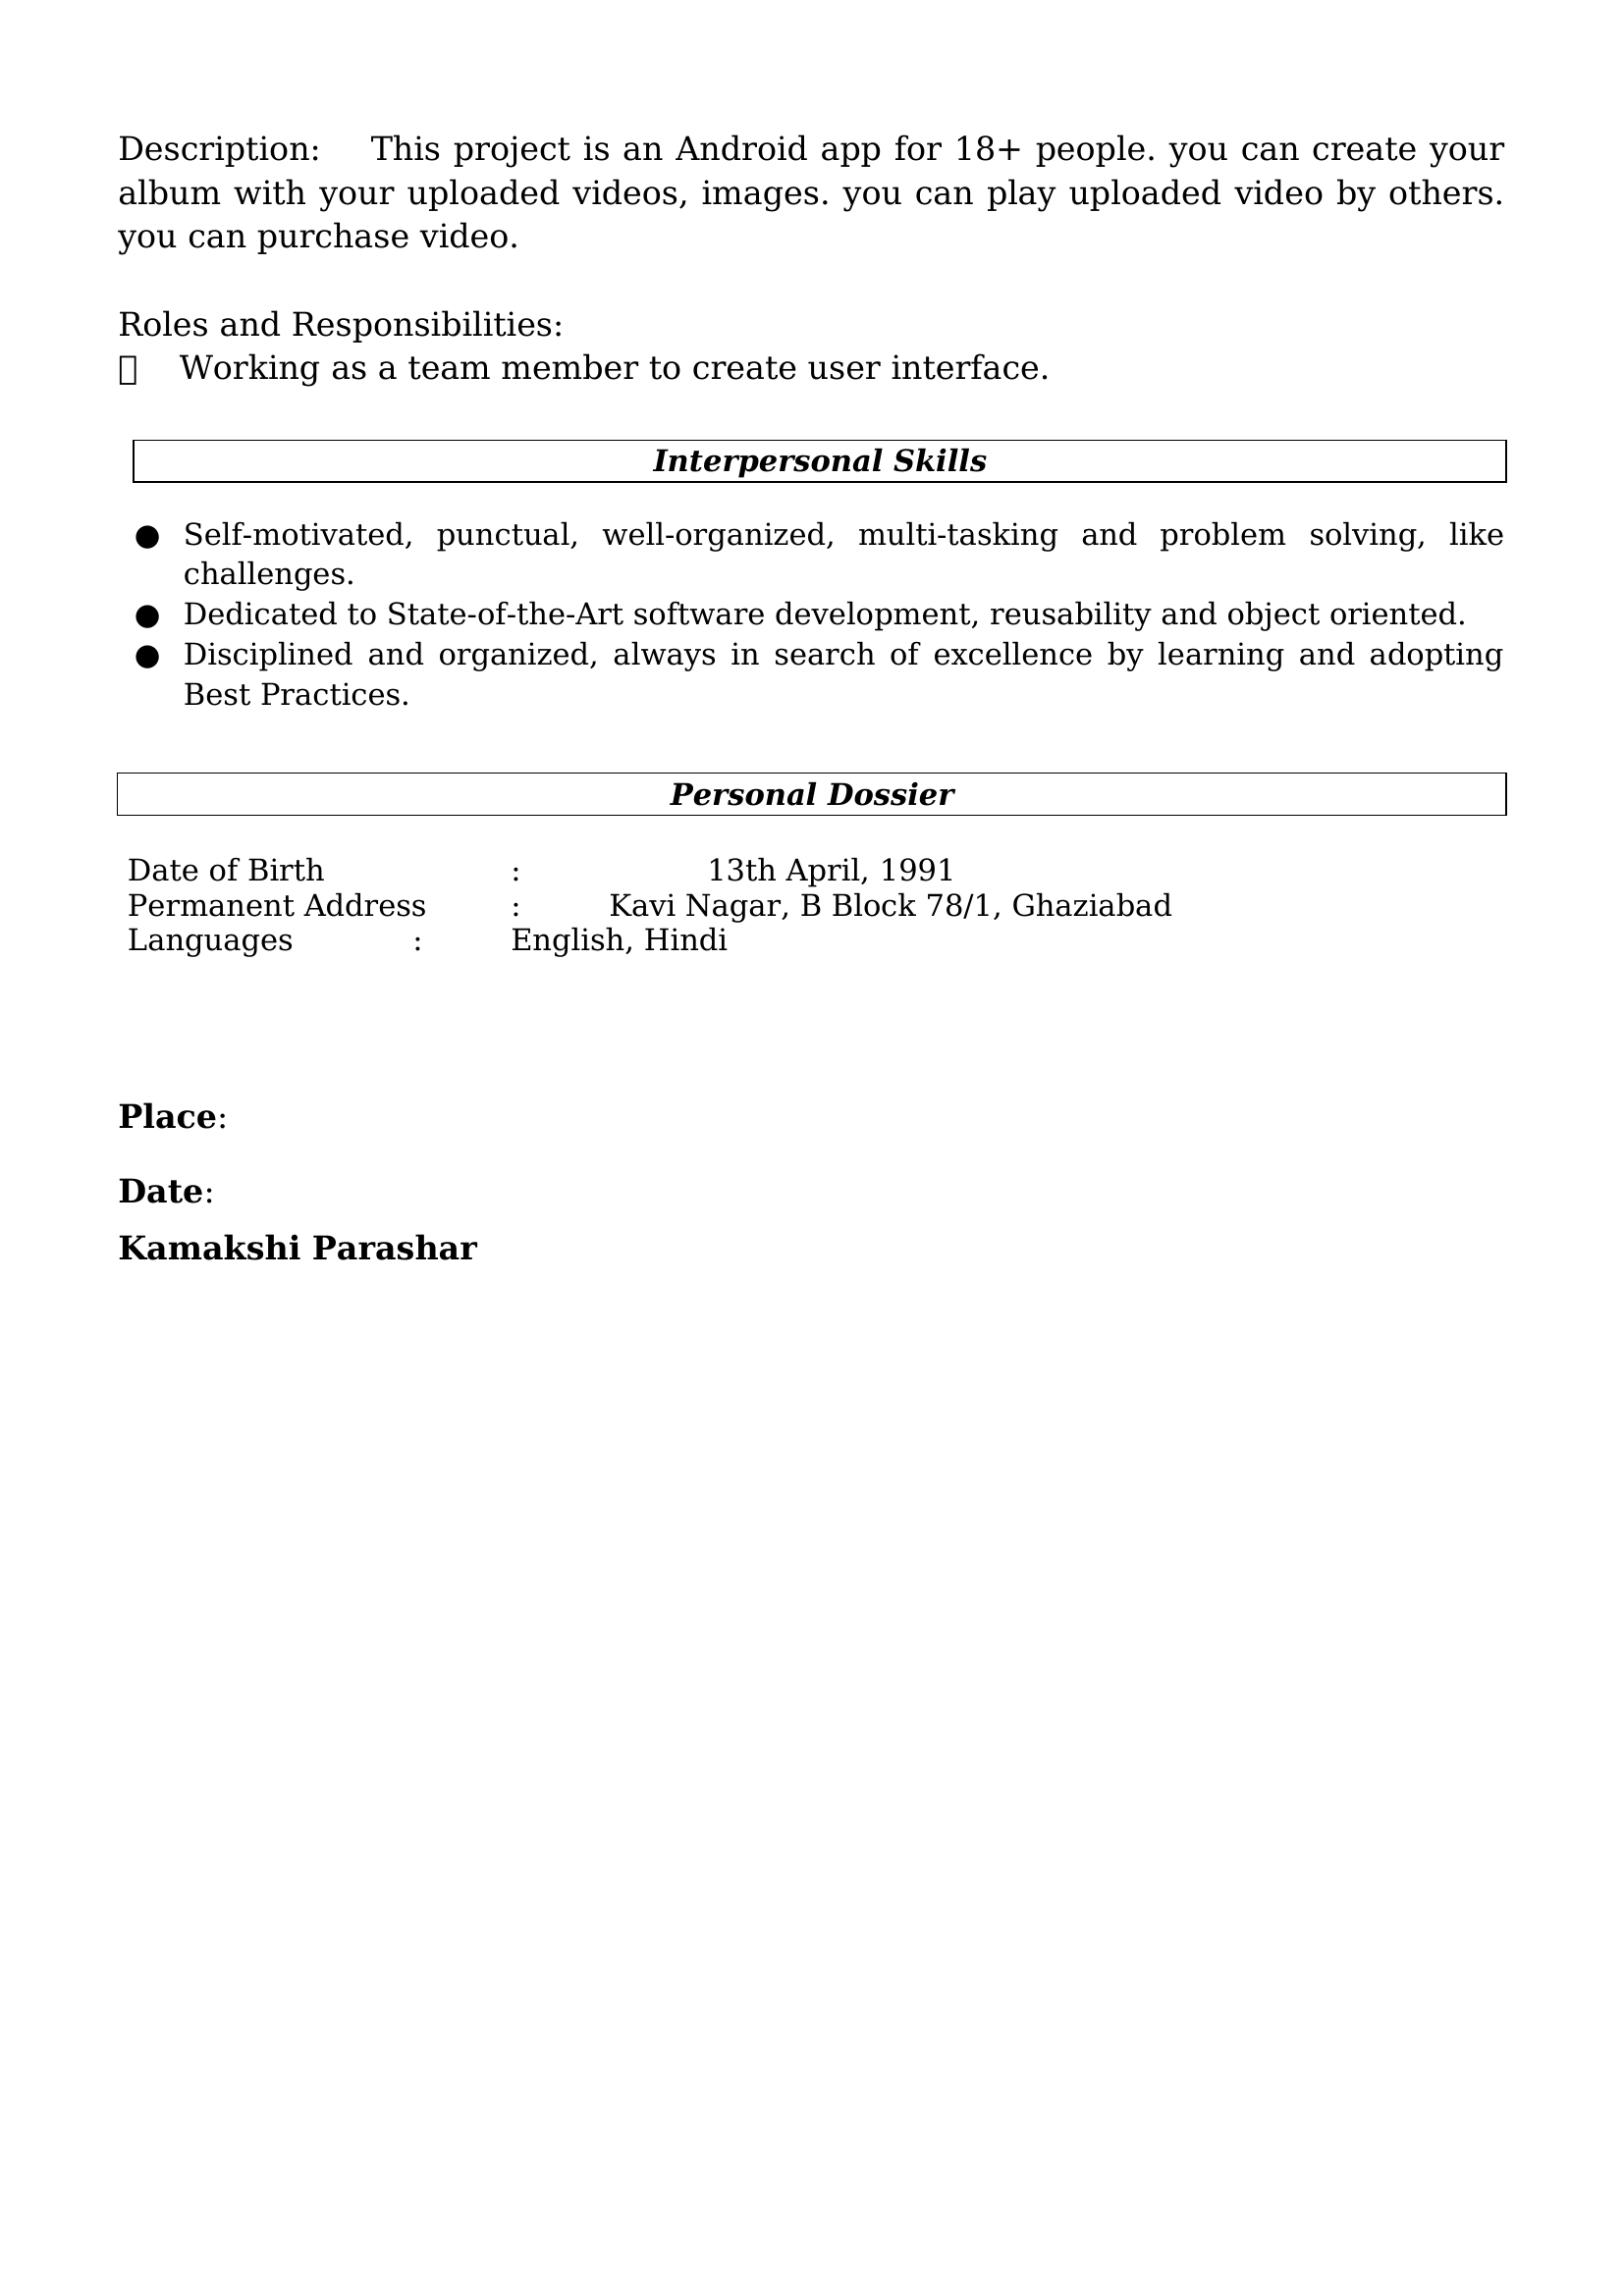 Description: This project is an Android app for 18+ people. you can create your
album with your uploaded videos, images. you can play uploaded video by others.
you can purchase video.
Roles and Responsibilities:
Working as a team member to create user interface.
Interpersonal Skills
● Self-motivated, punctual, well-organized, multi-tasking and problem solving, like
challenges.
● Dedicated to State-of-the-Art software development, reusability and object oriented.
● Disciplined and organized, always in search of excellence by learning and adopting
Best Practices.
Personal Dossier
Date of Birth : 13th April, 1991
Permanent Address : Kavi Nagar, B Block 78/1, Ghaziabad
Languages : English, Hindi
Place:
Date:
Kamakshi Parashar